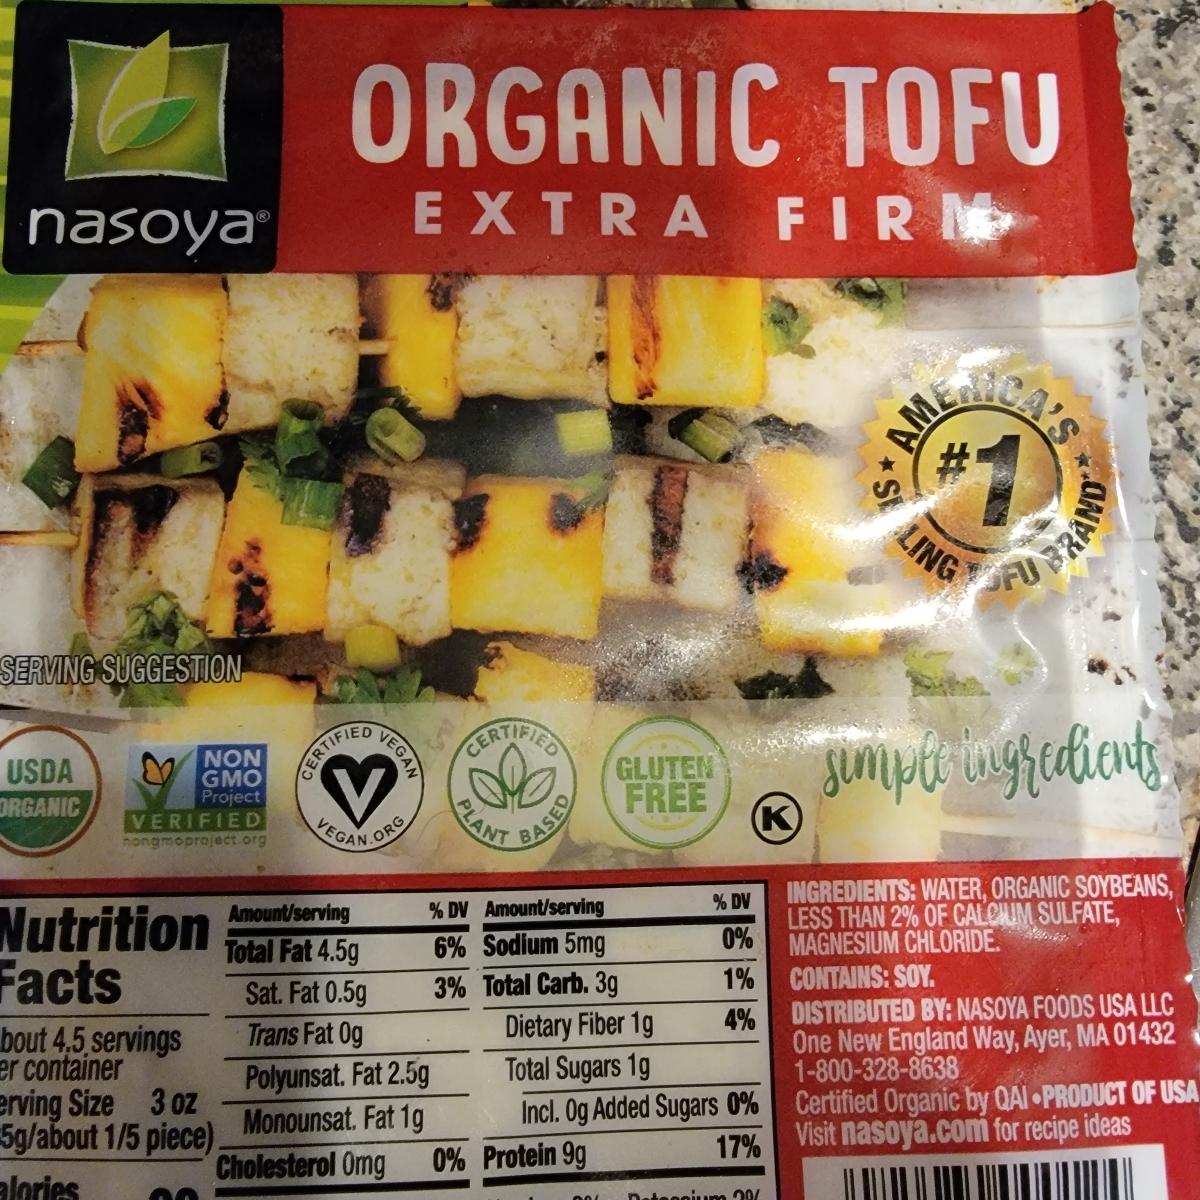 nasoya®
ORGANIC TOFU
EXTRA FIRM
AMERICA'S
#1
LING TOFU BRAND
SERVING SUGGESTION
USDA
ORGANIC
NON
GMO
Project
VERIFIED
nongmoproject.org
CERTIFIED VEGAN
V
VEGAN.ORG
CERTIFIED
PLANT BASED
GLUTEN
FREE
K
simple ingredients
Nutrition
Facts
bout 4.5 servings
er container
erving Size 3 oz
5g/about 1/5 piece)
alories
Amount/serving % DV
Total Fat 4.5g 6%
Sat. Fat 0.5g 3%
Trans Fat 0g
Polyunsat. Fat 2.5g
Monounsat. Fat 1g
Cholesterol 0mg 0%
Amount/serving % DV
Sodium 5mg 0%
Total Carb. 3g 1%
Dietary Fiber 1g 4%
Total Sugars 1g
Incl. 0g Added Sugars 0%
Protein 9g 17%
INGREDIENTS: WATER, ORGANIC SOYBEANS,
LESS THAN 2% OF CALCIUM SULFATE,
MAGNESIUM CHLORIDE.
CONTAINS: SOY.
DISTRIBUTED BY: NASOYA FOODS USA LLC
One New England Way, Ayer, MA 01432
1-800-328-8638
Certified Organic by QAI •PRODUCT OF USA
Visit nasoya.com for recipe ideas